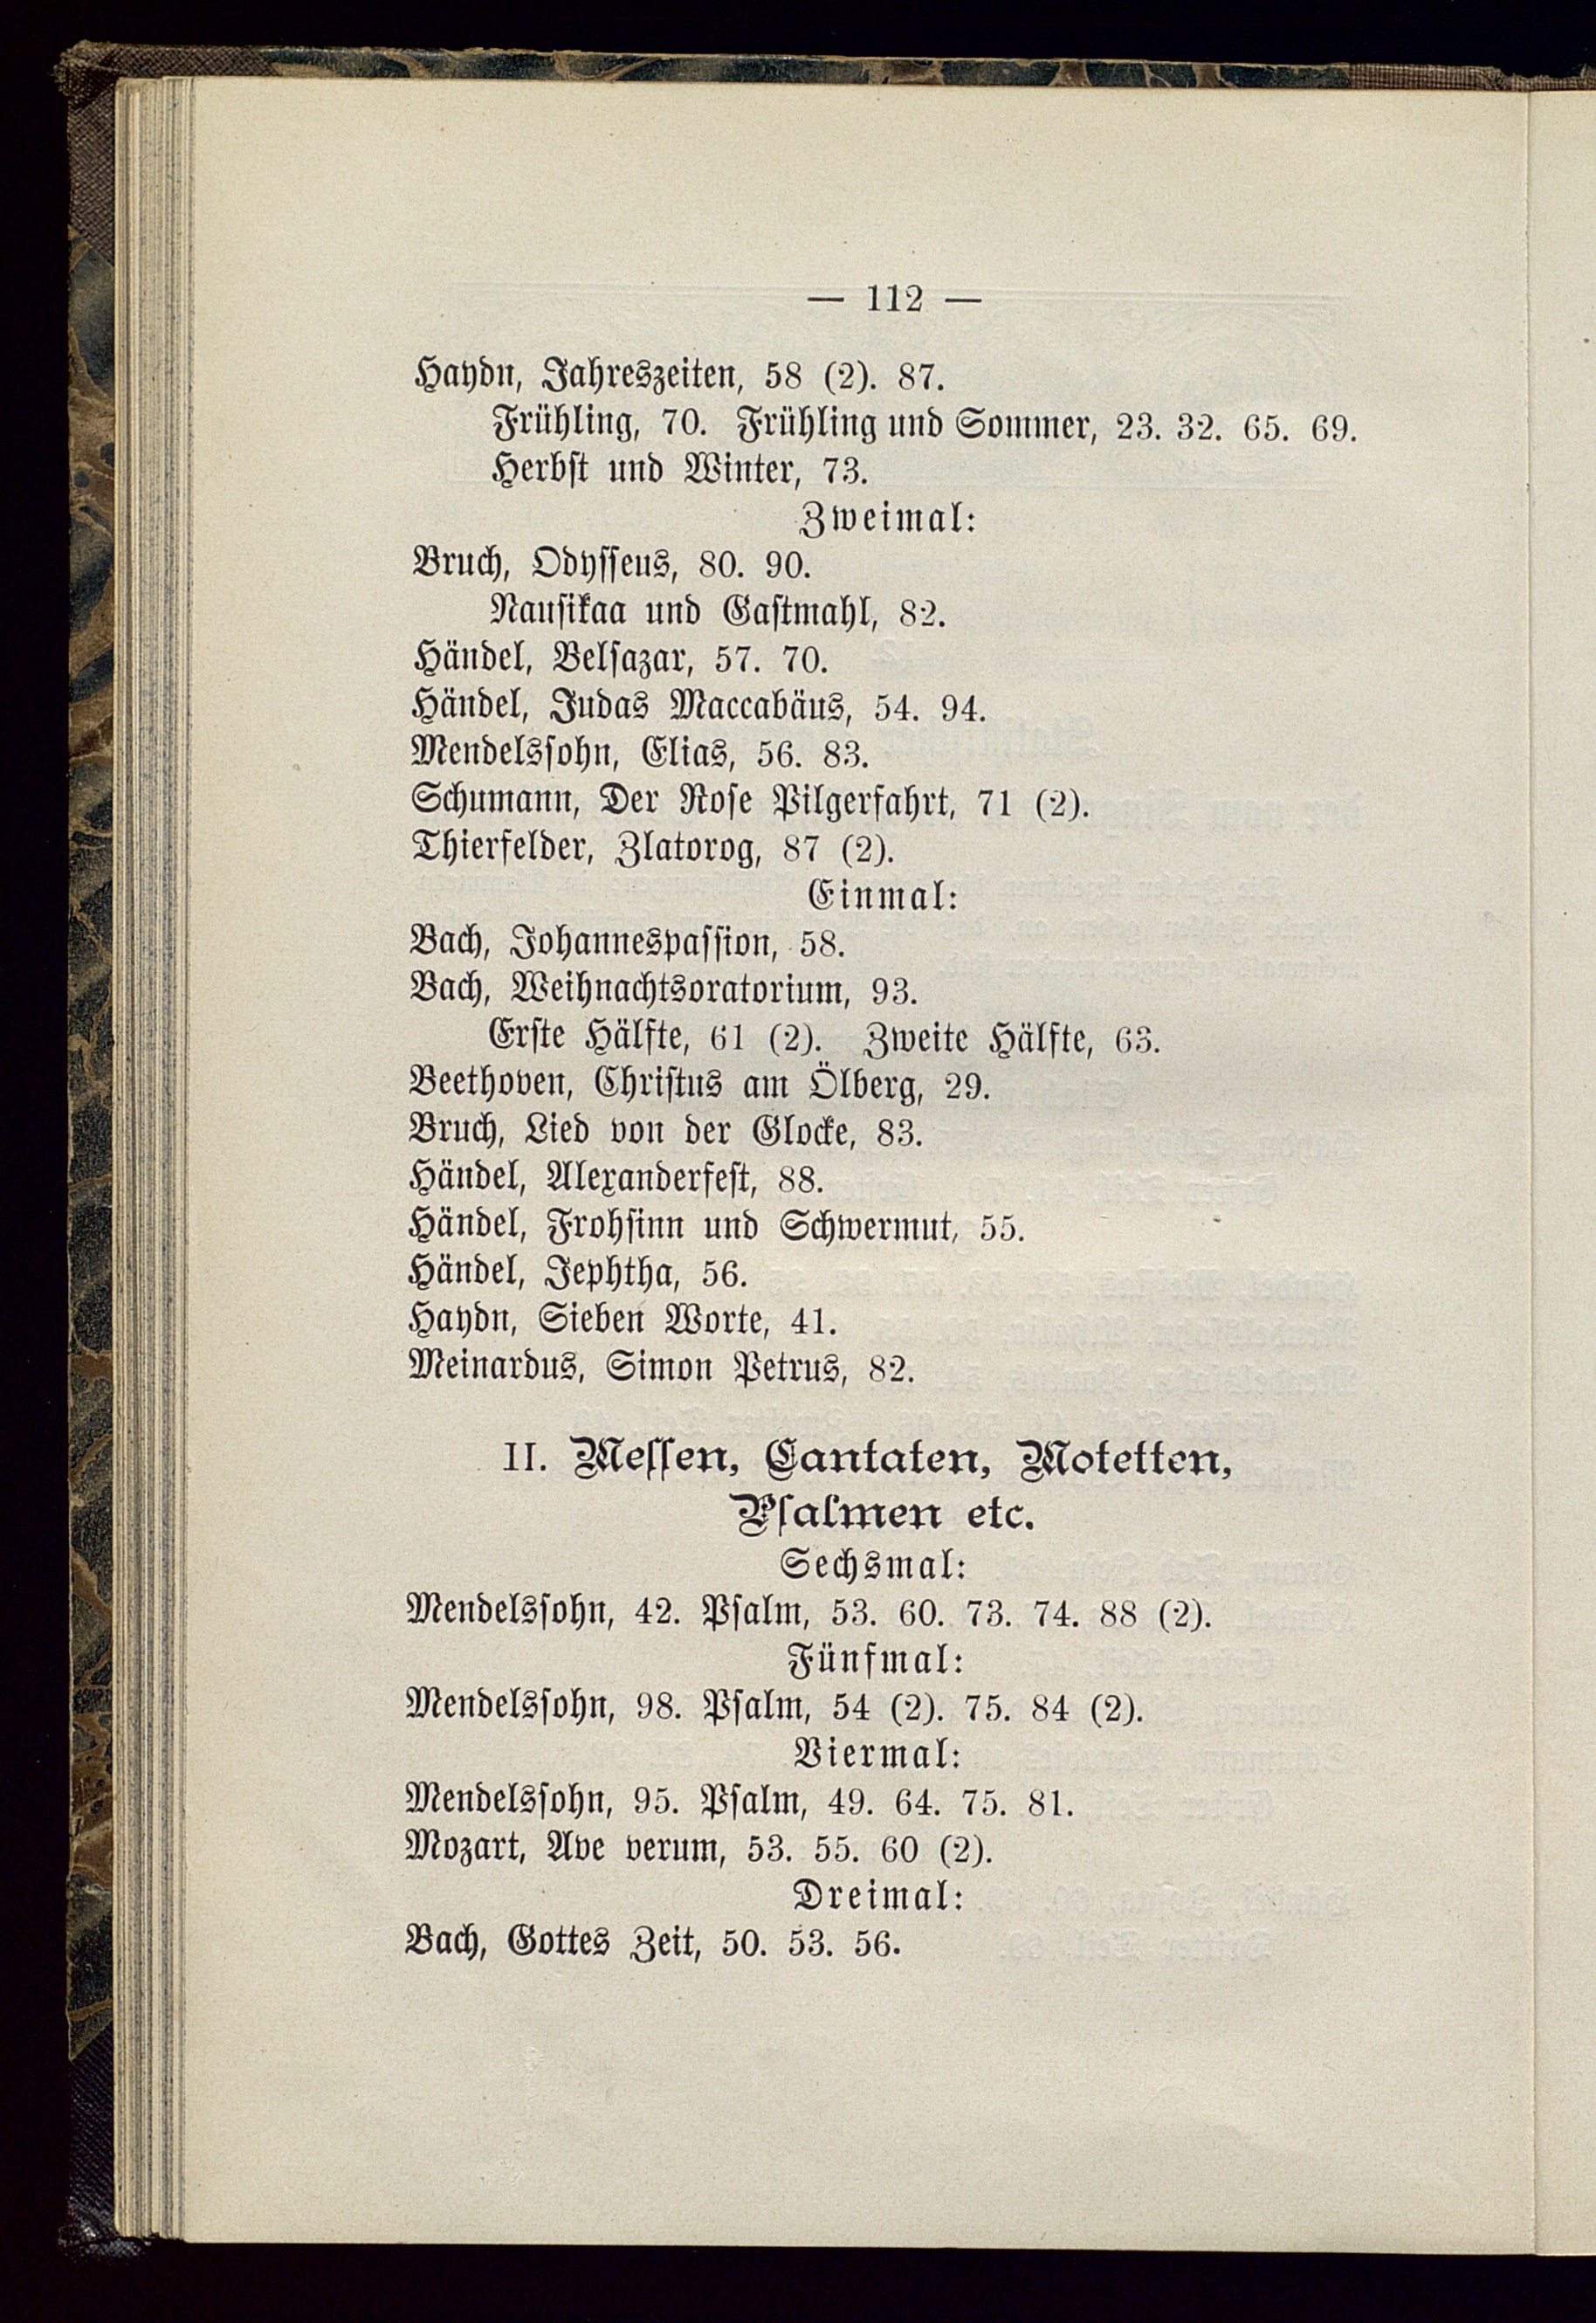 — 112 —
Haydn, Jahreszeiten, 58 (2). 87.
Frühling, 70. Frühling und Sommer, 23. 32. 65. 69.
Herbſt und Winter, 73.
Zweimal:
Bruch, Odyſſeus, 80. 90.
Nauſikaa und Gaſtmahl, 82.
Händel, Belſazar, 57. 70.
Händel, Judas Maccabäus, 54. 94.
Mendelsſohn, Elias, 56. 83.
Schumann, Der Roſe Pilgerfahrt, 71 (2).
Thierfelder, Zlatorog, 87 (2).
Einmal:
Bach, Johannespaſſion, 58.
Bach, Weihnachtsoratorium, 93.
Erſte Hälfte, 61 (2). Zweite Hälfte, 63.
Beethoven, Chriſtus am Ölberg, 29.
Bruch, Lied von der Glocke, 83.
Händel, Alexanderfeſt, 88.
Händel, Frohſinn und Schwermut, 55.
Händel, Jephtha, 56.
Haydn, Sieben Worte, 41.
Meinardus, Simon Petrus, 82.
II. Meſſen, Cantaten, Motetten,
Pſalmen etc.
Sechsmal:
Mendelsſohn, 42. Pſalm, 53. 60. 73. 74. 88 (2).
Fünfmal:
Mendelsſohn, 98. Pſalm, 54 (2). 75. 84 (2).
Viermal:
Mendelsſohn, 95. Pſalm, 49. 64. 75. 81.
Mozart, Ave verum, 53. 55. 60 (2).
Dreimal:
Bach, Gottes Zeit, 50. 53. 56.